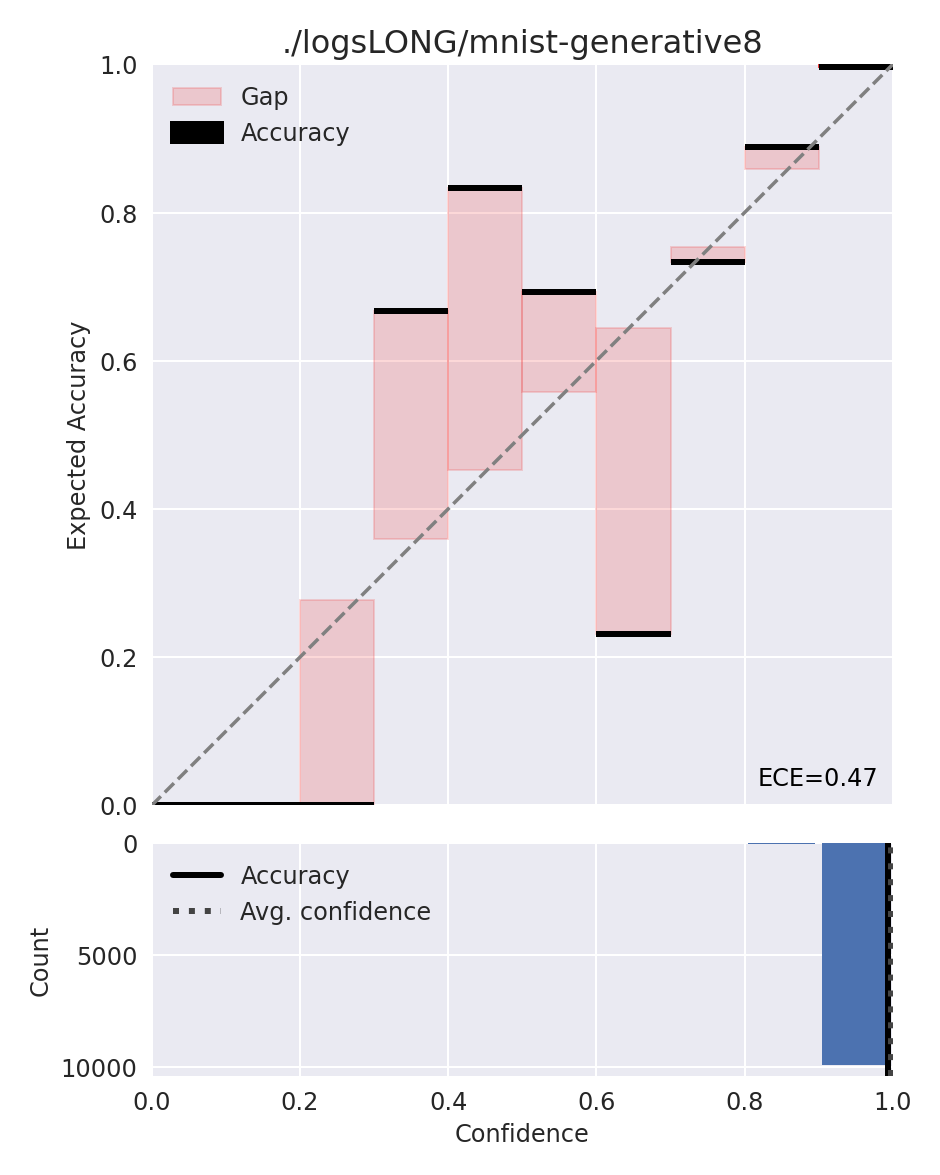 ./logsLONG/mnist-generative8
1.0
0.8
0.6
0.4
0.2
0.0
Expected Accuracy
Gap
Accuracy
ECE=0.47
0
5000
10000
Count
Accuracy
Avg. confidence
0.0 0.2 0.4 0.6 0.8 1.0
Confidence